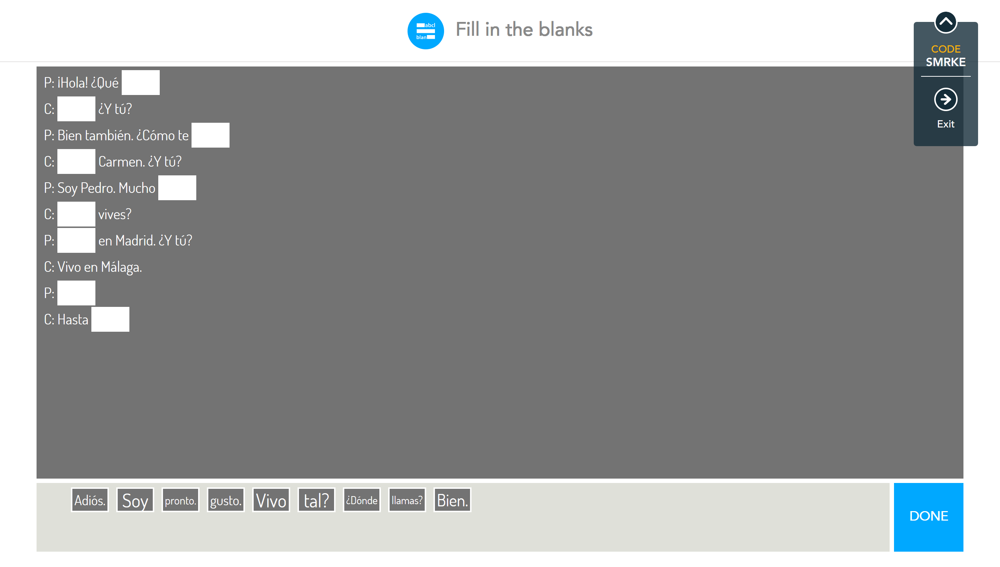 abcl
blan
Fill in the blanks
CODE
SMRKE
Exit
P: ¡Hola! ¿Qué
C: ¿Y tú?
P: Bien también. ¿Cómo te
C: Carmen. ¿Y tú?
P: Soy Pedro. Mucho
C: vives?
P: en Madrid. ¿Y tú?
C: Vivo en Málaga.
P:
C: Hasta
Adiós. Soy pronto. gusto. Vivo tal? ¿Dónde llamas? Bien.
DONE